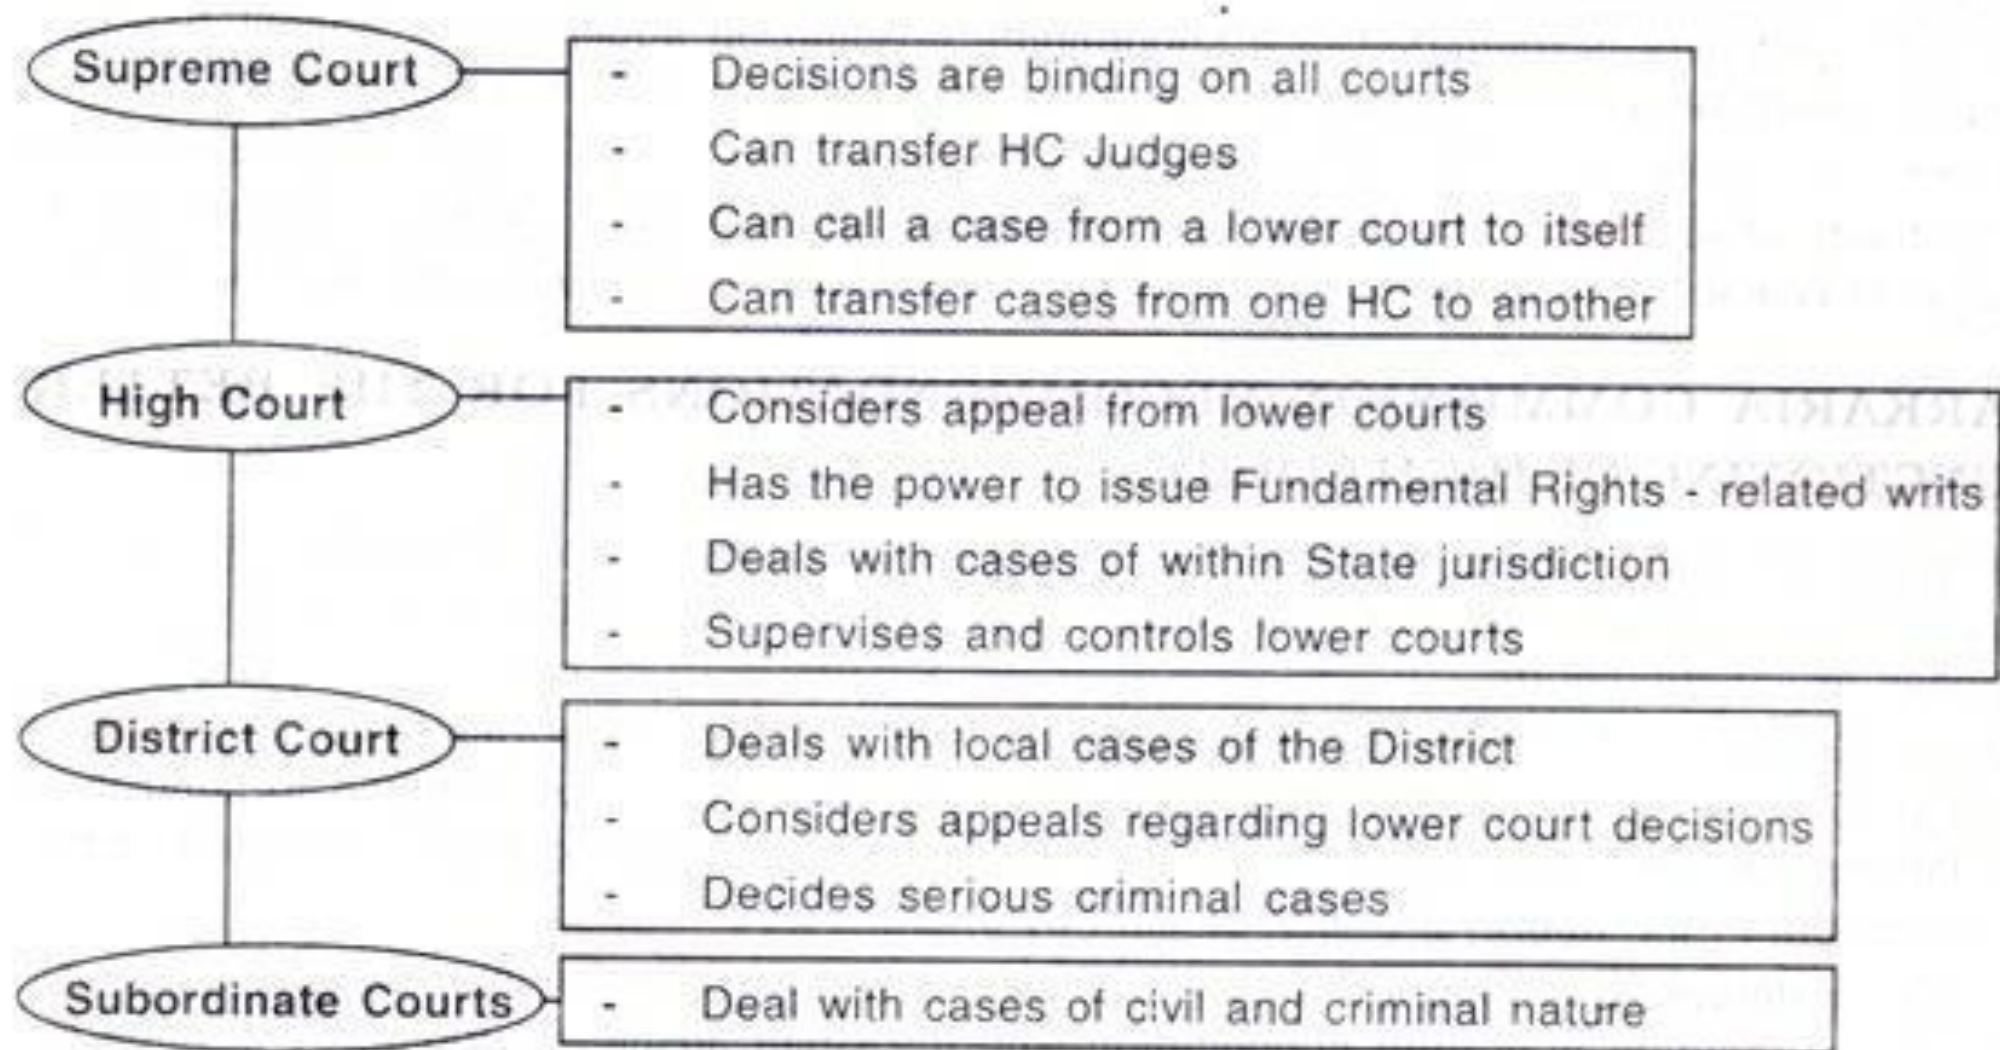 Supreme Court
- Decisions are binding on all courts
- Can transfer HC Judges
- Can call a case from a lower court to itself
- Can transfer cases from one HC to another
High Court
- Considers appeal from lower courts
- Has the power to issue Fundamental Rights - related writs
- Deals with cases of within State jurisdiction
- Supervises and controls lower courts
District Court
- Deals with local cases of the District
- Considers appeals regarding lower court decisions
- Decides serious criminal cases
Subordinate Courts
- Deal with cases of civil and criminal nature